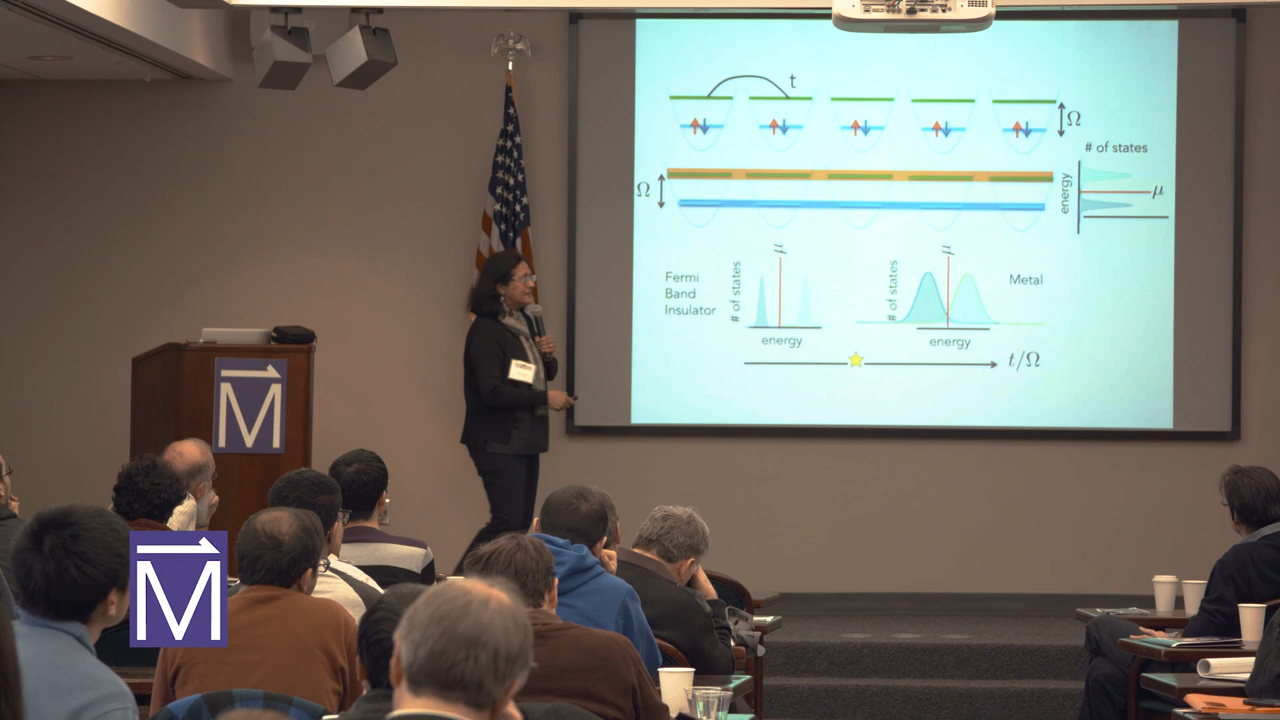 t
Ω
# of states
Ω
energy
μ
μ
μ
Fermi
Band
Insulator
# of states
# of states
Metal
energy
energy
t/Ω
M
M